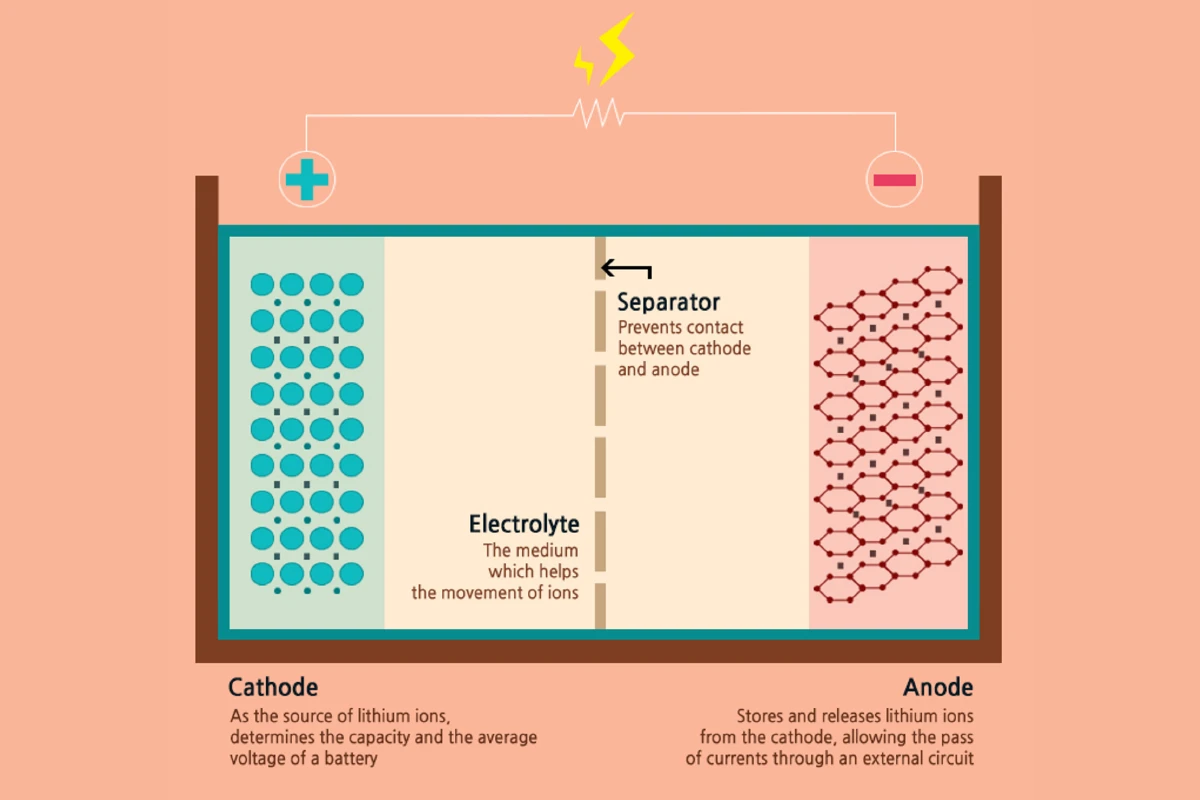 Separator
Prevents contact
between cathode
and anode
Electrolyte
The medium
which helps
the movement of ions
Cathode
As the source of lithium ions,
determines the capacity and the average
voltage of a battery
Anode
Stores and releases lithium ions
from the cathode, allowing the pass
of currents through an external circuit